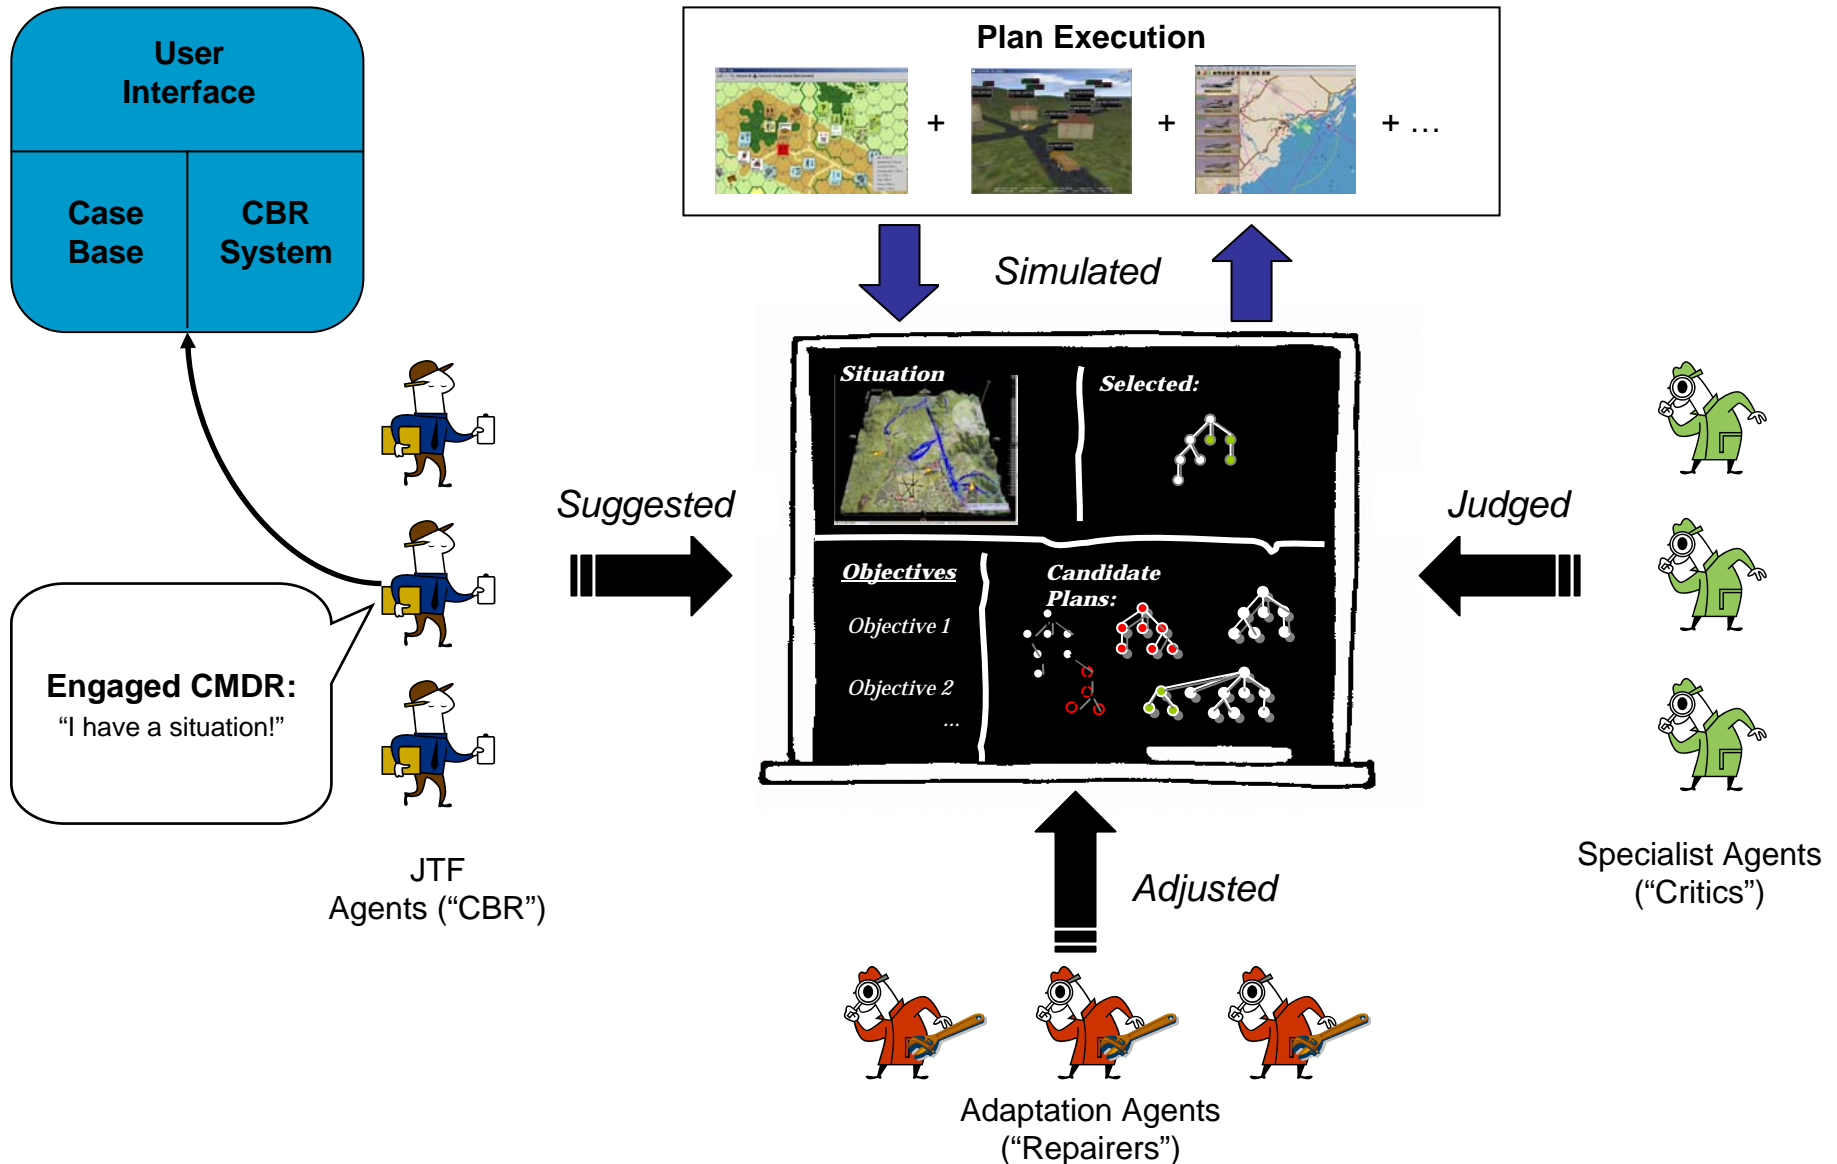 User
Interface
Case
Base
CBR
System
Plan Execution
+
+
+ …
Simulated
Situation
Selected:
Suggested
Judged
Objectives
Objective 1
Objective 2
...
Candidate
Plans:
Engaged CMDR:
“I have a situation!”
JTF
Agents (“CBR”)
Adjusted
Specialist Agents
(“Critics”)
Adaptation Agents
(“Repairers”)